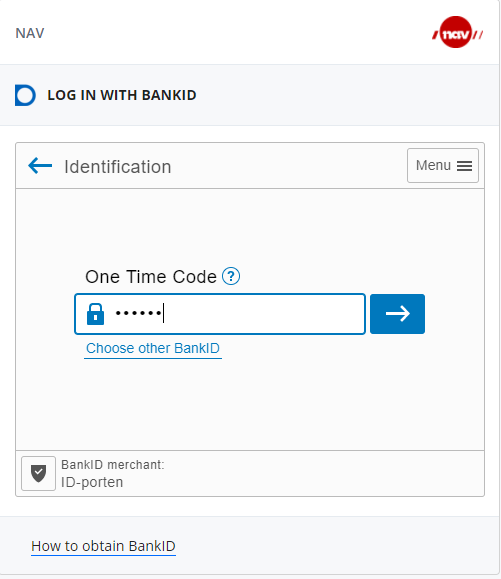 NAV
nav
LOG IN WITH BANKID
Identification
Menu
One Time Code ?
••••••
Choose other BankID
BankID merchant:
ID-porten
How to obtain BankID